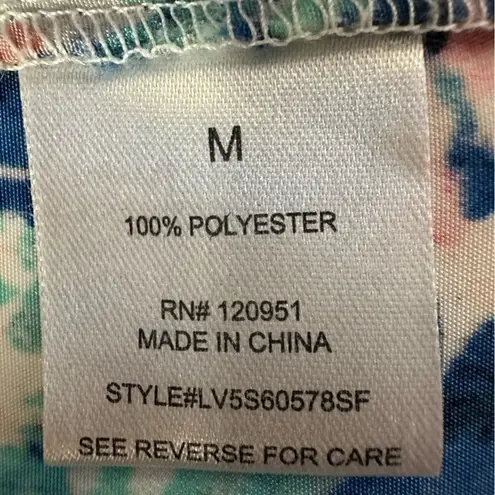 M
100% POLYESTER
RN# 120951
MADE IN CHINA
STYLE#LV5S60578SF
SEE REVERSE FOR CARE